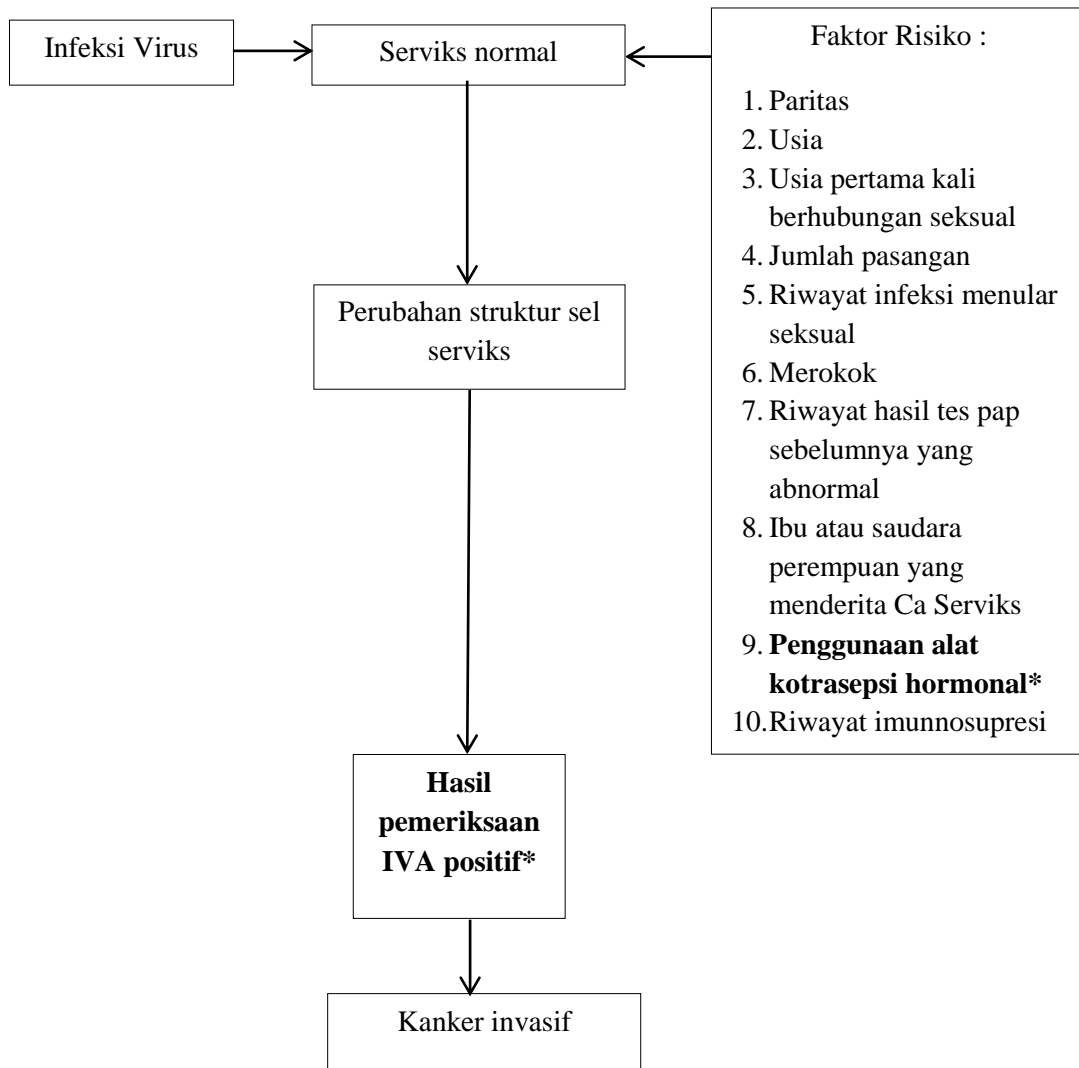 Infeksi Virus
Serviks normal
Faktor Risiko :
1. Paritas
2. Usia
3. Usia pertama kali
berhubungan seksual
4. Jumlah pasangan
5. Riwayat infeksi menular
seksual
6. Merokok
7. Riwayat hasil tes pap
sebelumnya yang
abnormal
8. Ibu atau saudara
perempuan yang
menderita Ca Serviks
9. Penggunaan alat
kotrasepsi hormonal*
10. Riwayat imunnosupresi
Perubahan struktur sel
serviks
Hasil
pemeriksaan
IVA positif*
Kanker invasif